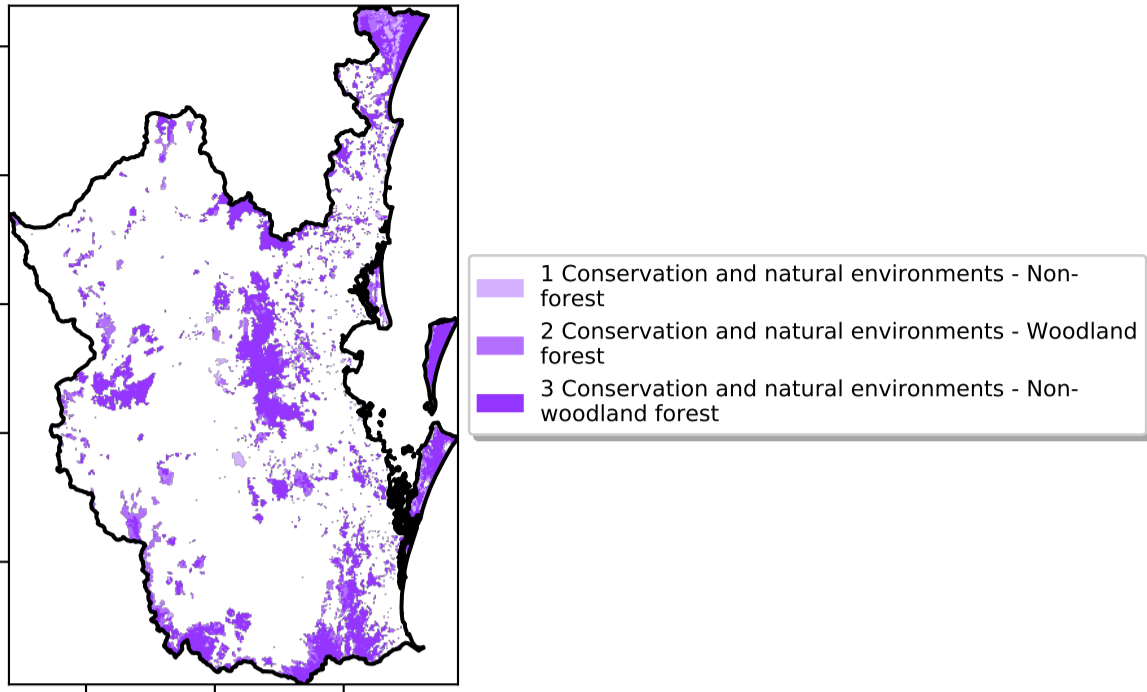 1 Conservation and natural environments - Non-
forest
2 Conservation and natural environments - Woodland
forest
3 Conservation and natural environments - Non-
woodland forest